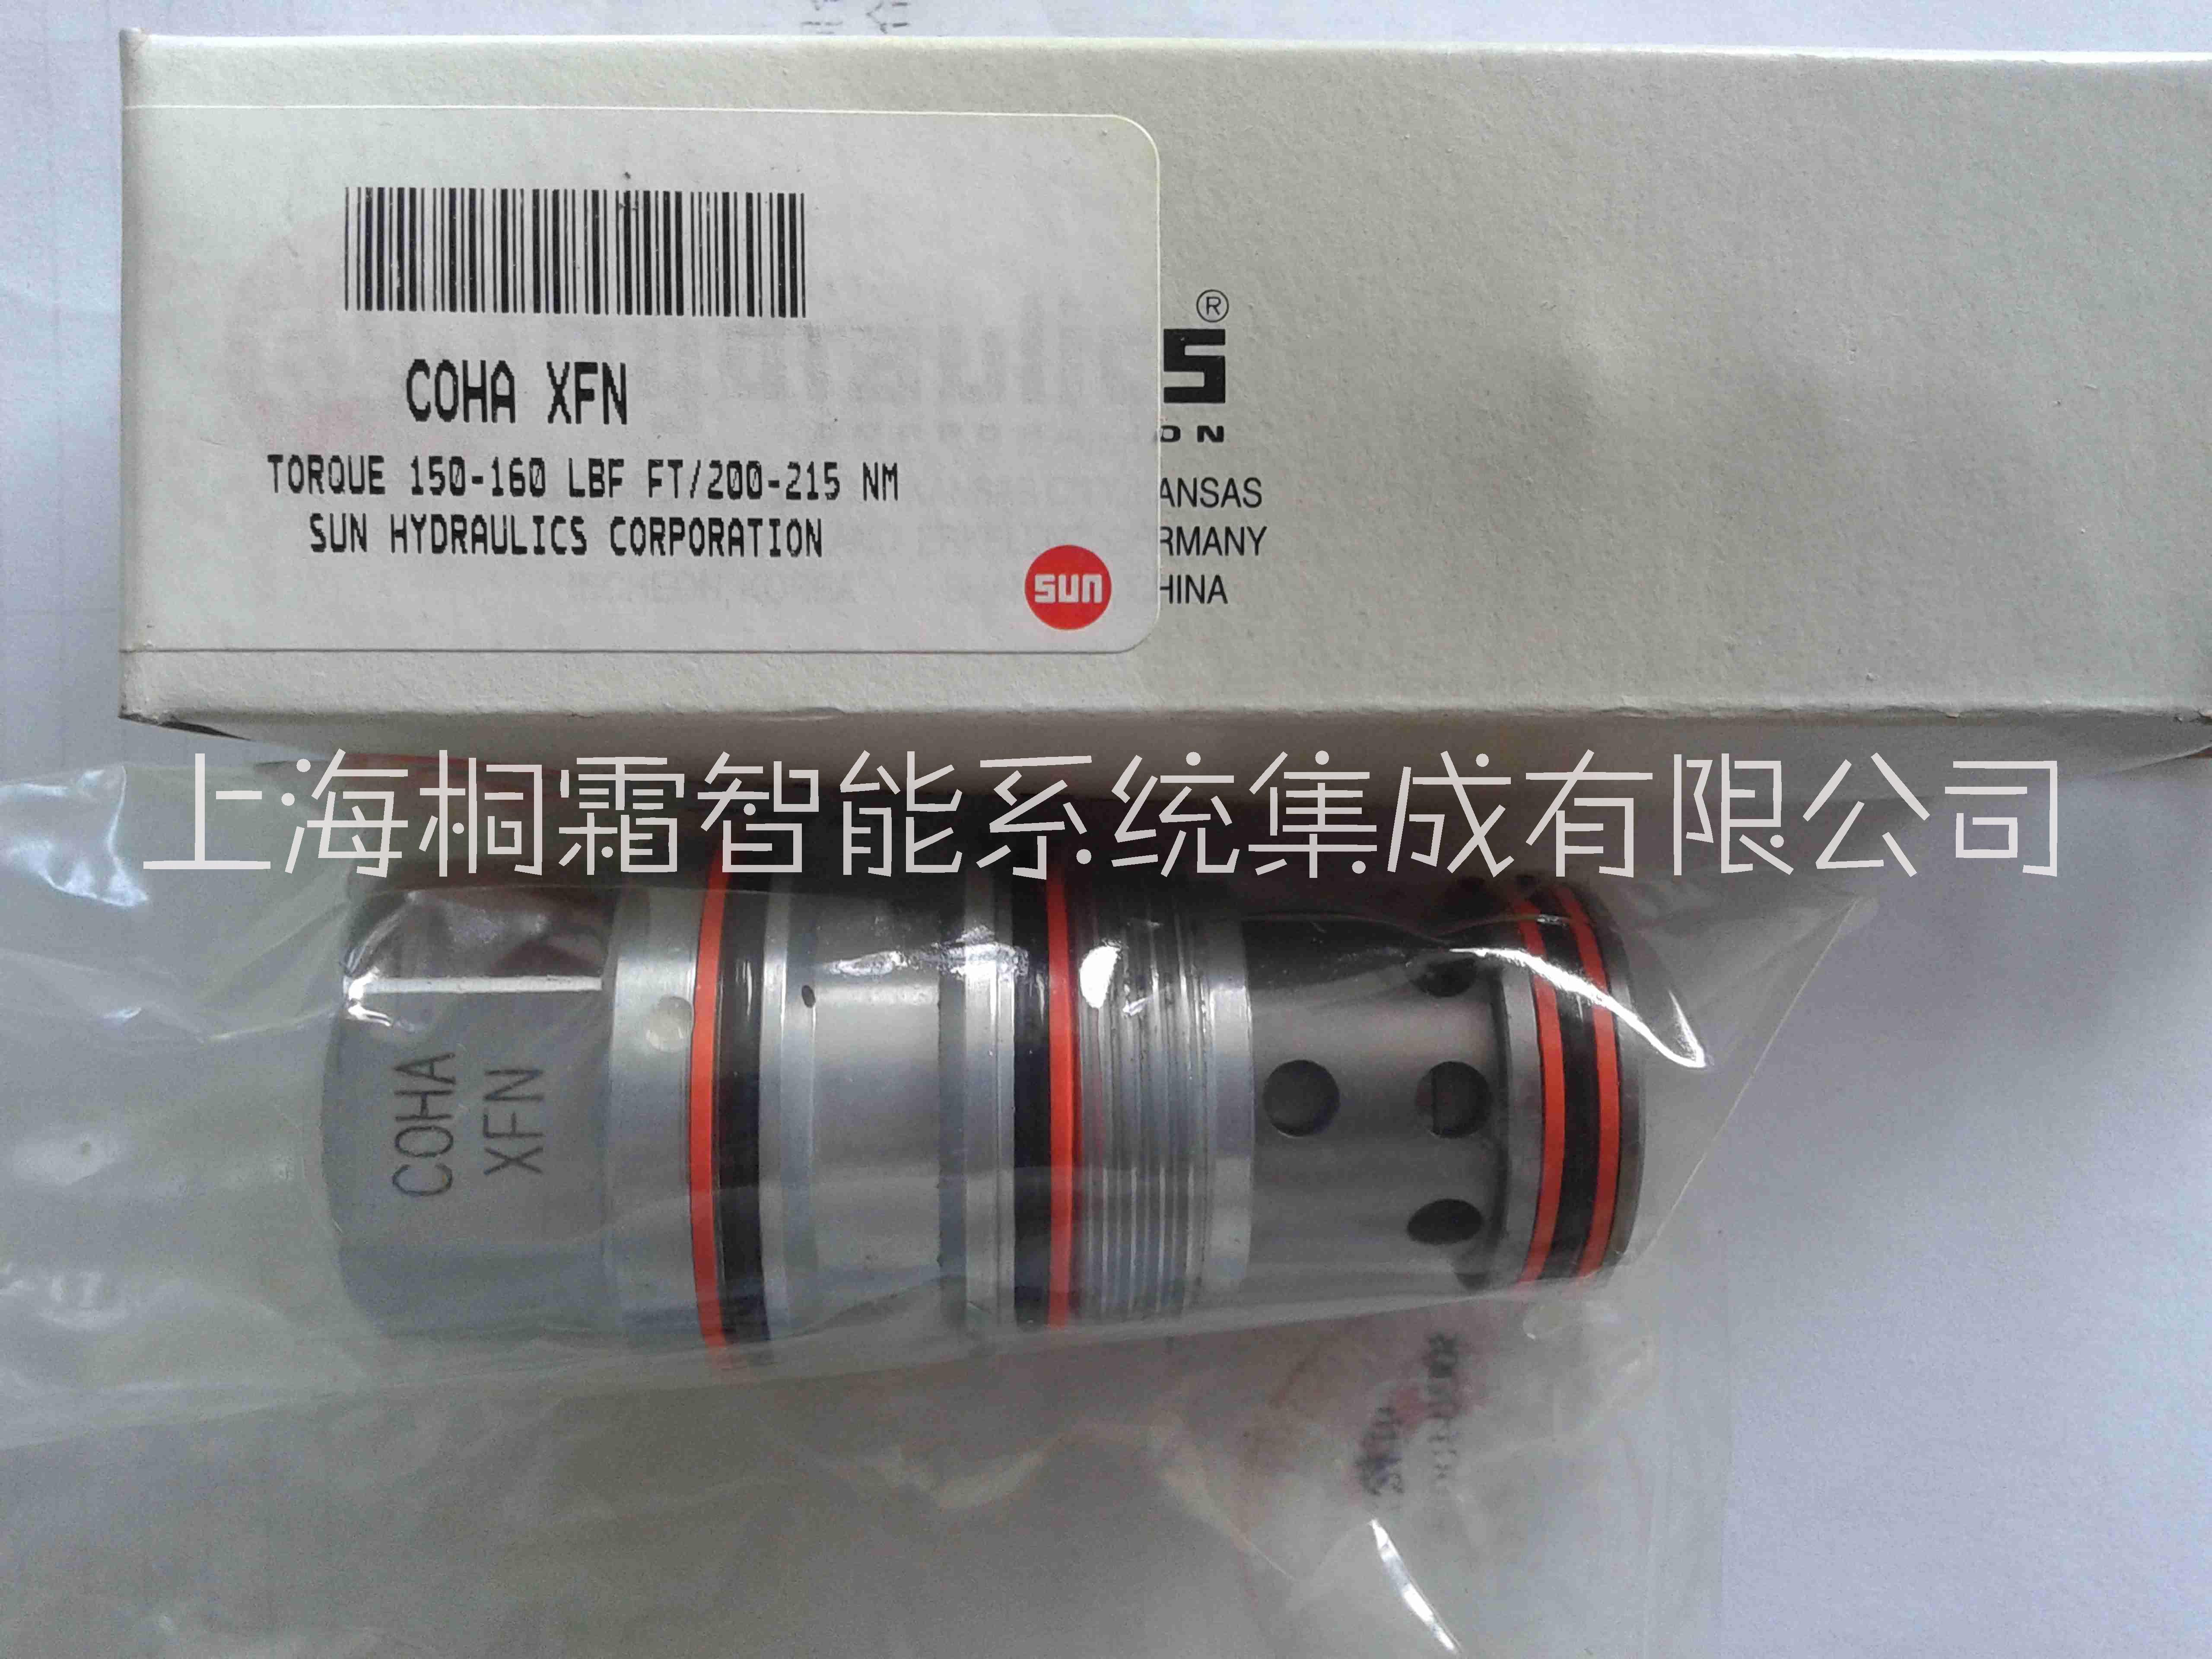 COHA XFN
TORQUE 150-160 LBF FT/200-215 NM
SUN HYDRAULICS CORPORATION
sun
S®
ON
ANSAS
RMANY
HINA
上海桐霜智能系统集成有限公司
COHA
XFN